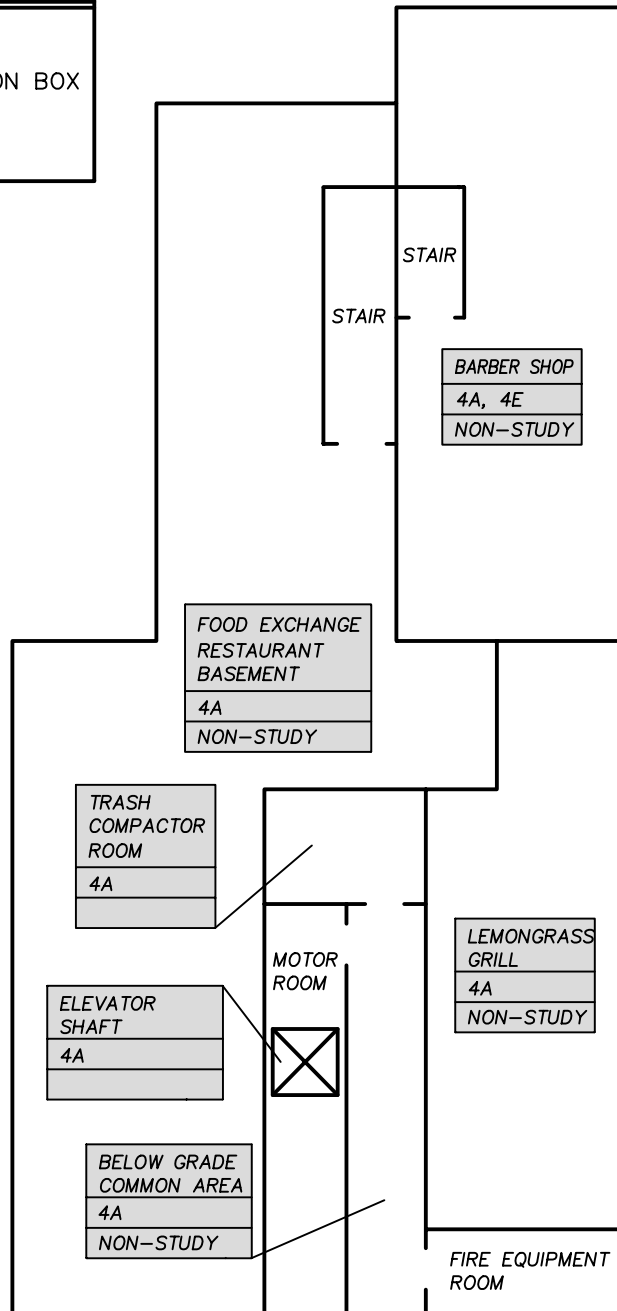 ON BOX
STAIR
STAIR
BARBER SHOP
4A, 4E
NON-STUDY
FOOD EXCHANGE
RESTAURANT
BASEMENT
4A
NON-STUDY
TRASH
COMPACTOR
ROOM
4A
MOTOR
ROOM
LEMONGRASS
GRILL
4A
NON-STUDY
ELEVATOR
SHAFT
4A
BELOW GRADE
COMMON AREA
4A
NON-STUDY
FIRE EQUIPMENT
ROOM